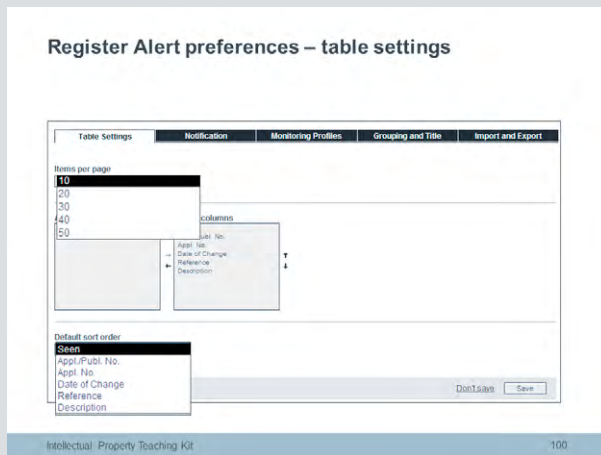 Register Alert preferences – table settings
Table Settings Notification Monitoring Profiles Grouping and Title Import and Export
Items per page
10
20
30
40
50
columns
Publ. No.
Appl. No.
Date of Change
Reference
Description
Default sort order
Seen
Appl./Publ. No.
Appl. No.
Date of Change
Reference
Description
Don't save Save
Intellectual Property Teaching Kit 100